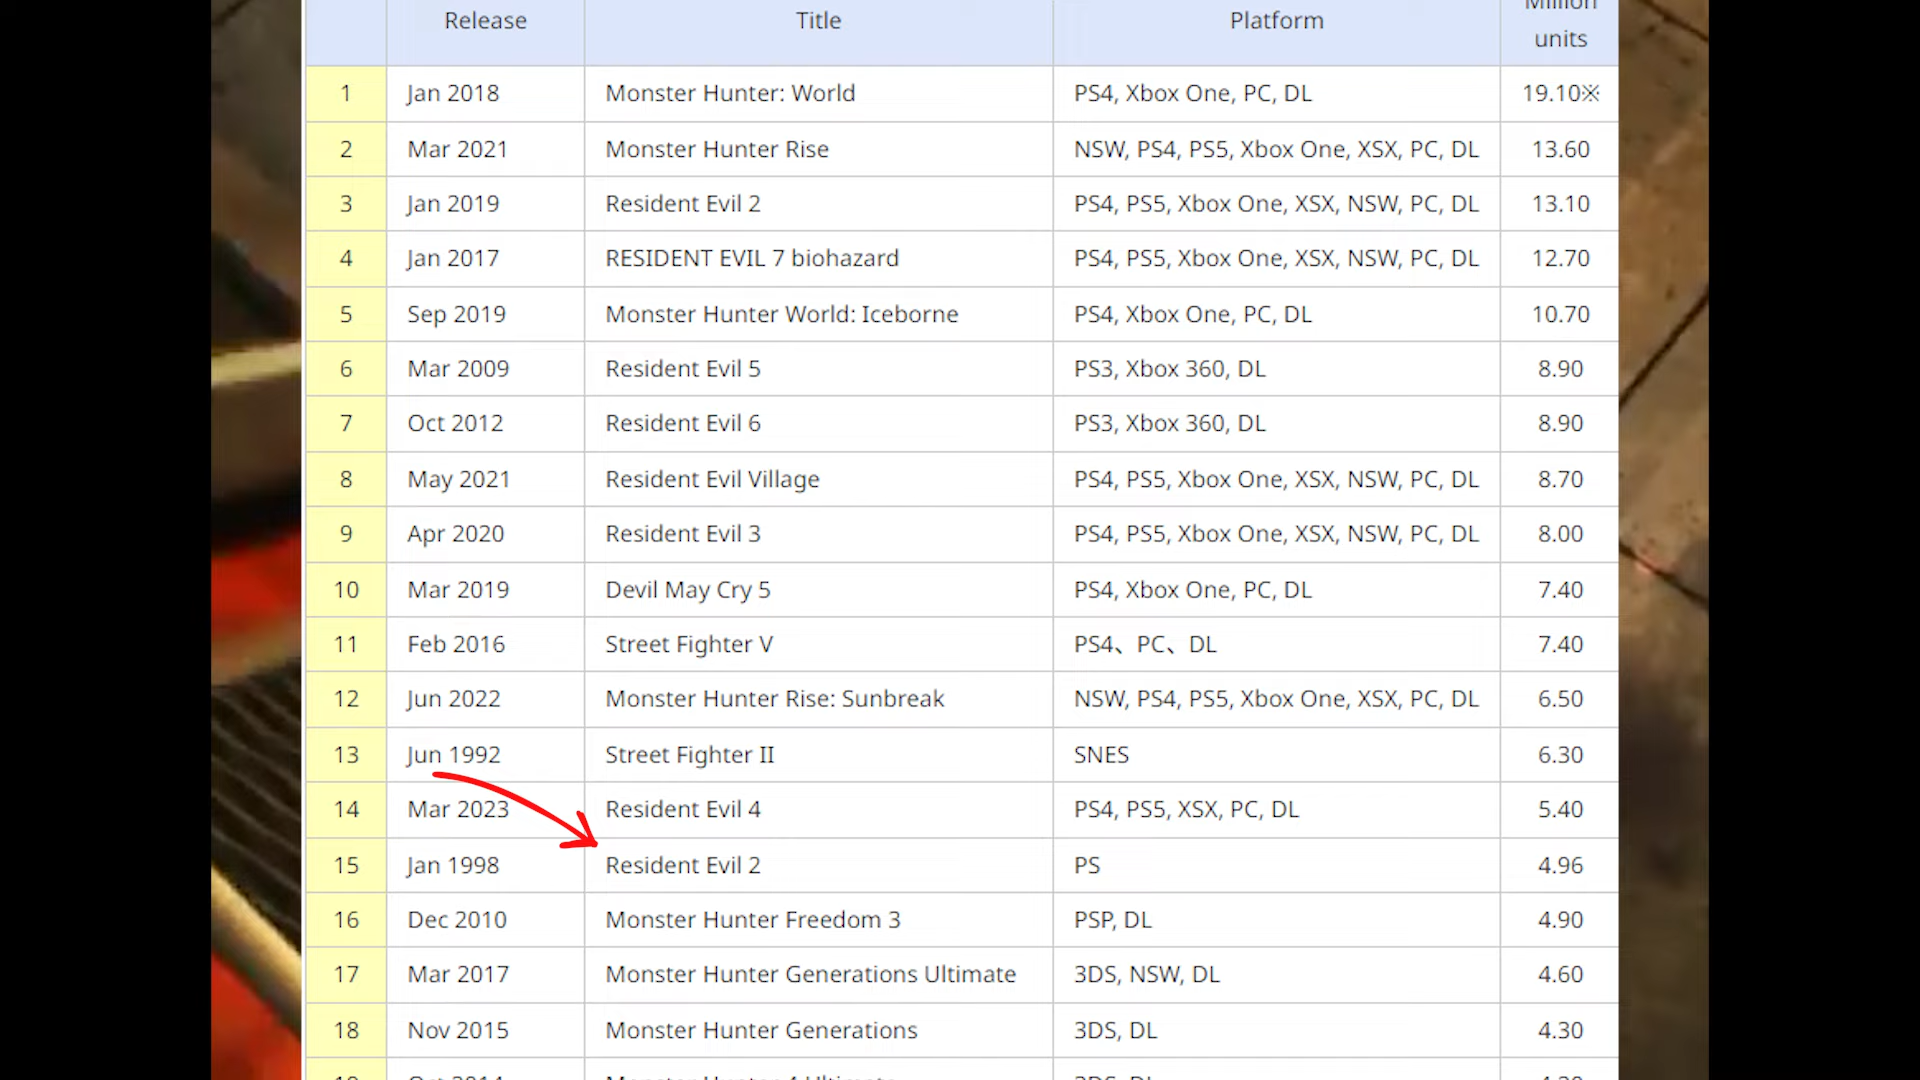 Release Title Platform Million units
1 Jan 2018 Monster Hunter: World PS4, Xbox One, PC, DL 19.10※
2 Mar 2021 Monster Hunter Rise NSW, PS4, PS5, Xbox One, XSX, PC, DL 13.60
3 Jan 2019 Resident Evil 2 PS4, PS5, Xbox One, XSX, NSW, PC, DL 13.10
4 Jan 2017 RESIDENT EVIL 7 biohazard PS4, PS5, Xbox One, XSX, NSW, PC, DL 12.70
5 Sep 2019 Monster Hunter World: Iceborne PS4, Xbox One, PC, DL 10.70
6 Mar 2009 Resident Evil 5 PS3, Xbox 360, DL 8.90
7 Oct 2012 Resident Evil 6 PS3, Xbox 360, DL 8.90
8 May 2021 Resident Evil Village PS4, PS5, Xbox One, XSX, NSW, PC, DL 8.70
9 Apr 2020 Resident Evil 3 PS4, PS5, Xbox One, XSX, NSW, PC, DL 8.00
10 Mar 2019 Devil May Cry 5 PS4, Xbox One, PC, DL 7.40
11 Feb 2016 Street Fighter V PS4、PC、DL 7.40
12 Jun 2022 Monster Hunter Rise: Sunbreak NSW, PS4, PS5, Xbox One, XSX, PC, DL 6.50
13 Jun 1992 Street Fighter II SNES 6.30
14 Mar 2023 Resident Evil 4 PS4, PS5, XSX, PC, DL 5.40
15 Jan 1998 Resident Evil 2 PS 4.96
16 Dec 2010 Monster Hunter Freedom 3 PSP, DL 4.90
17 Mar 2017 Monster Hunter Generations Ultimate 3DS, NSW, DL 4.60
18 Nov 2015 Monster Hunter Generations 3DS, DL 4.30